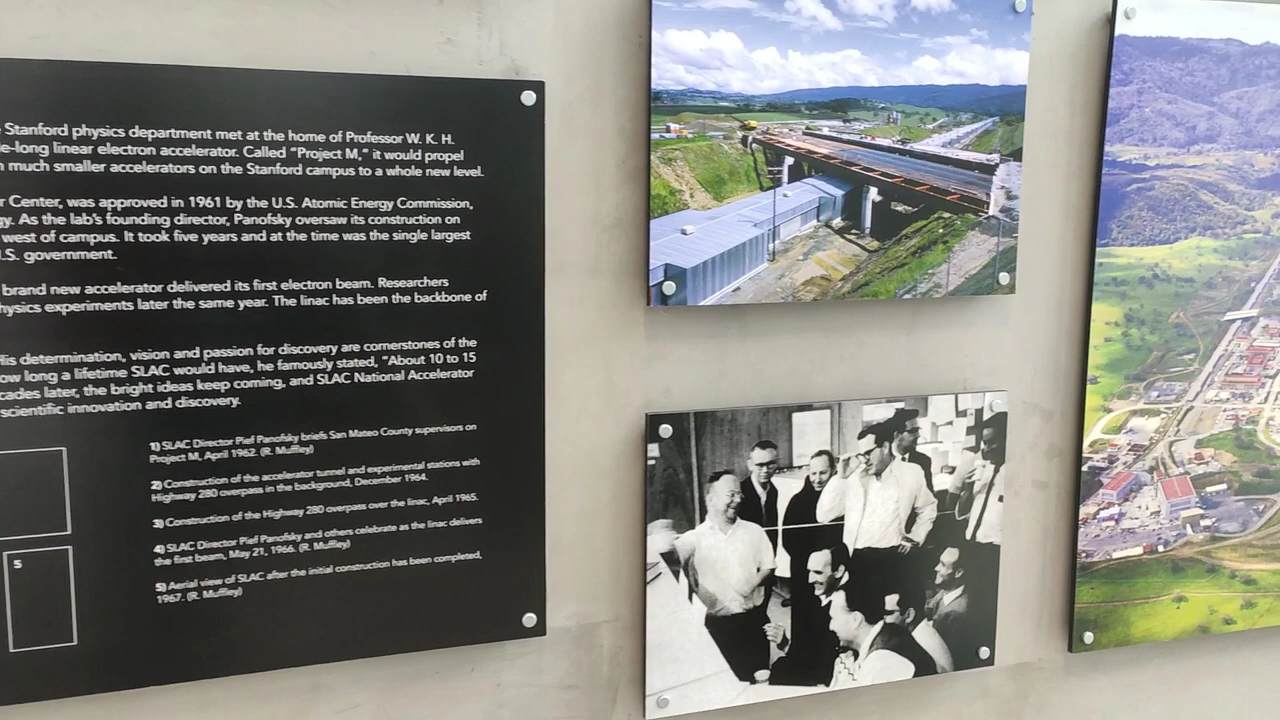 Stanford physics department met at the home of Professor W. K. H.
le-long linear electron accelerator. Called “Project M,” it would propel
much smaller accelerators on the Stanford campus to a whole new level.
r Center, was approved in 1961 by the U.S. Atomic Energy Commission,
gy. As the lab’s founding director, Panofsky oversaw its construction on
west of campus. It took five years and at the time was the single largest
U.S. government.
brand new accelerator delivered its first electron beam. Researchers
hysics experiments later the same year. The linac has been the backbone of
His determination, vision and passion for discovery are cornerstones of the
ow long a lifetime SLAC would have, he famously stated, “About 10 to 15
cades later, the bright ideas keep coming, and SLAC National Accelerator
scientific innovation and discovery.
1) SLAC Director Pief Panofsky briefs San Mateo County supervisors on
Project M, April 1962. (R. Muffley)
2) Construction of the accelerator tunnel and experimental stations with
Highway 280 overpass in the background, December 1964.
3) Construction of the Highway 280 overpass over the linac, April 1965.
4) SLAC Director Pief Panofsky and others celebrate as the linac delivers
the first beam, May 21, 1966. (R. Muffley)
5) Aerial view of SLAC after the initial construction has been completed,
1967. (R. Muffley)
5